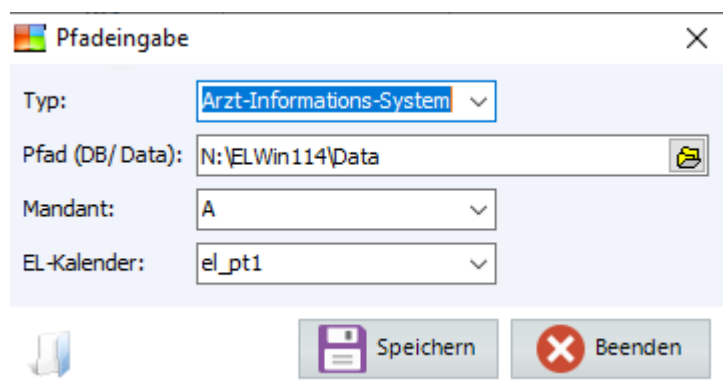 Pfadeingabe
Typ: Arzt-Informations-System
Pfad (DB/Data): N:\ELWin114\Data
Mandant: A
EL-Kalender: el_pt1
Speichern Beenden